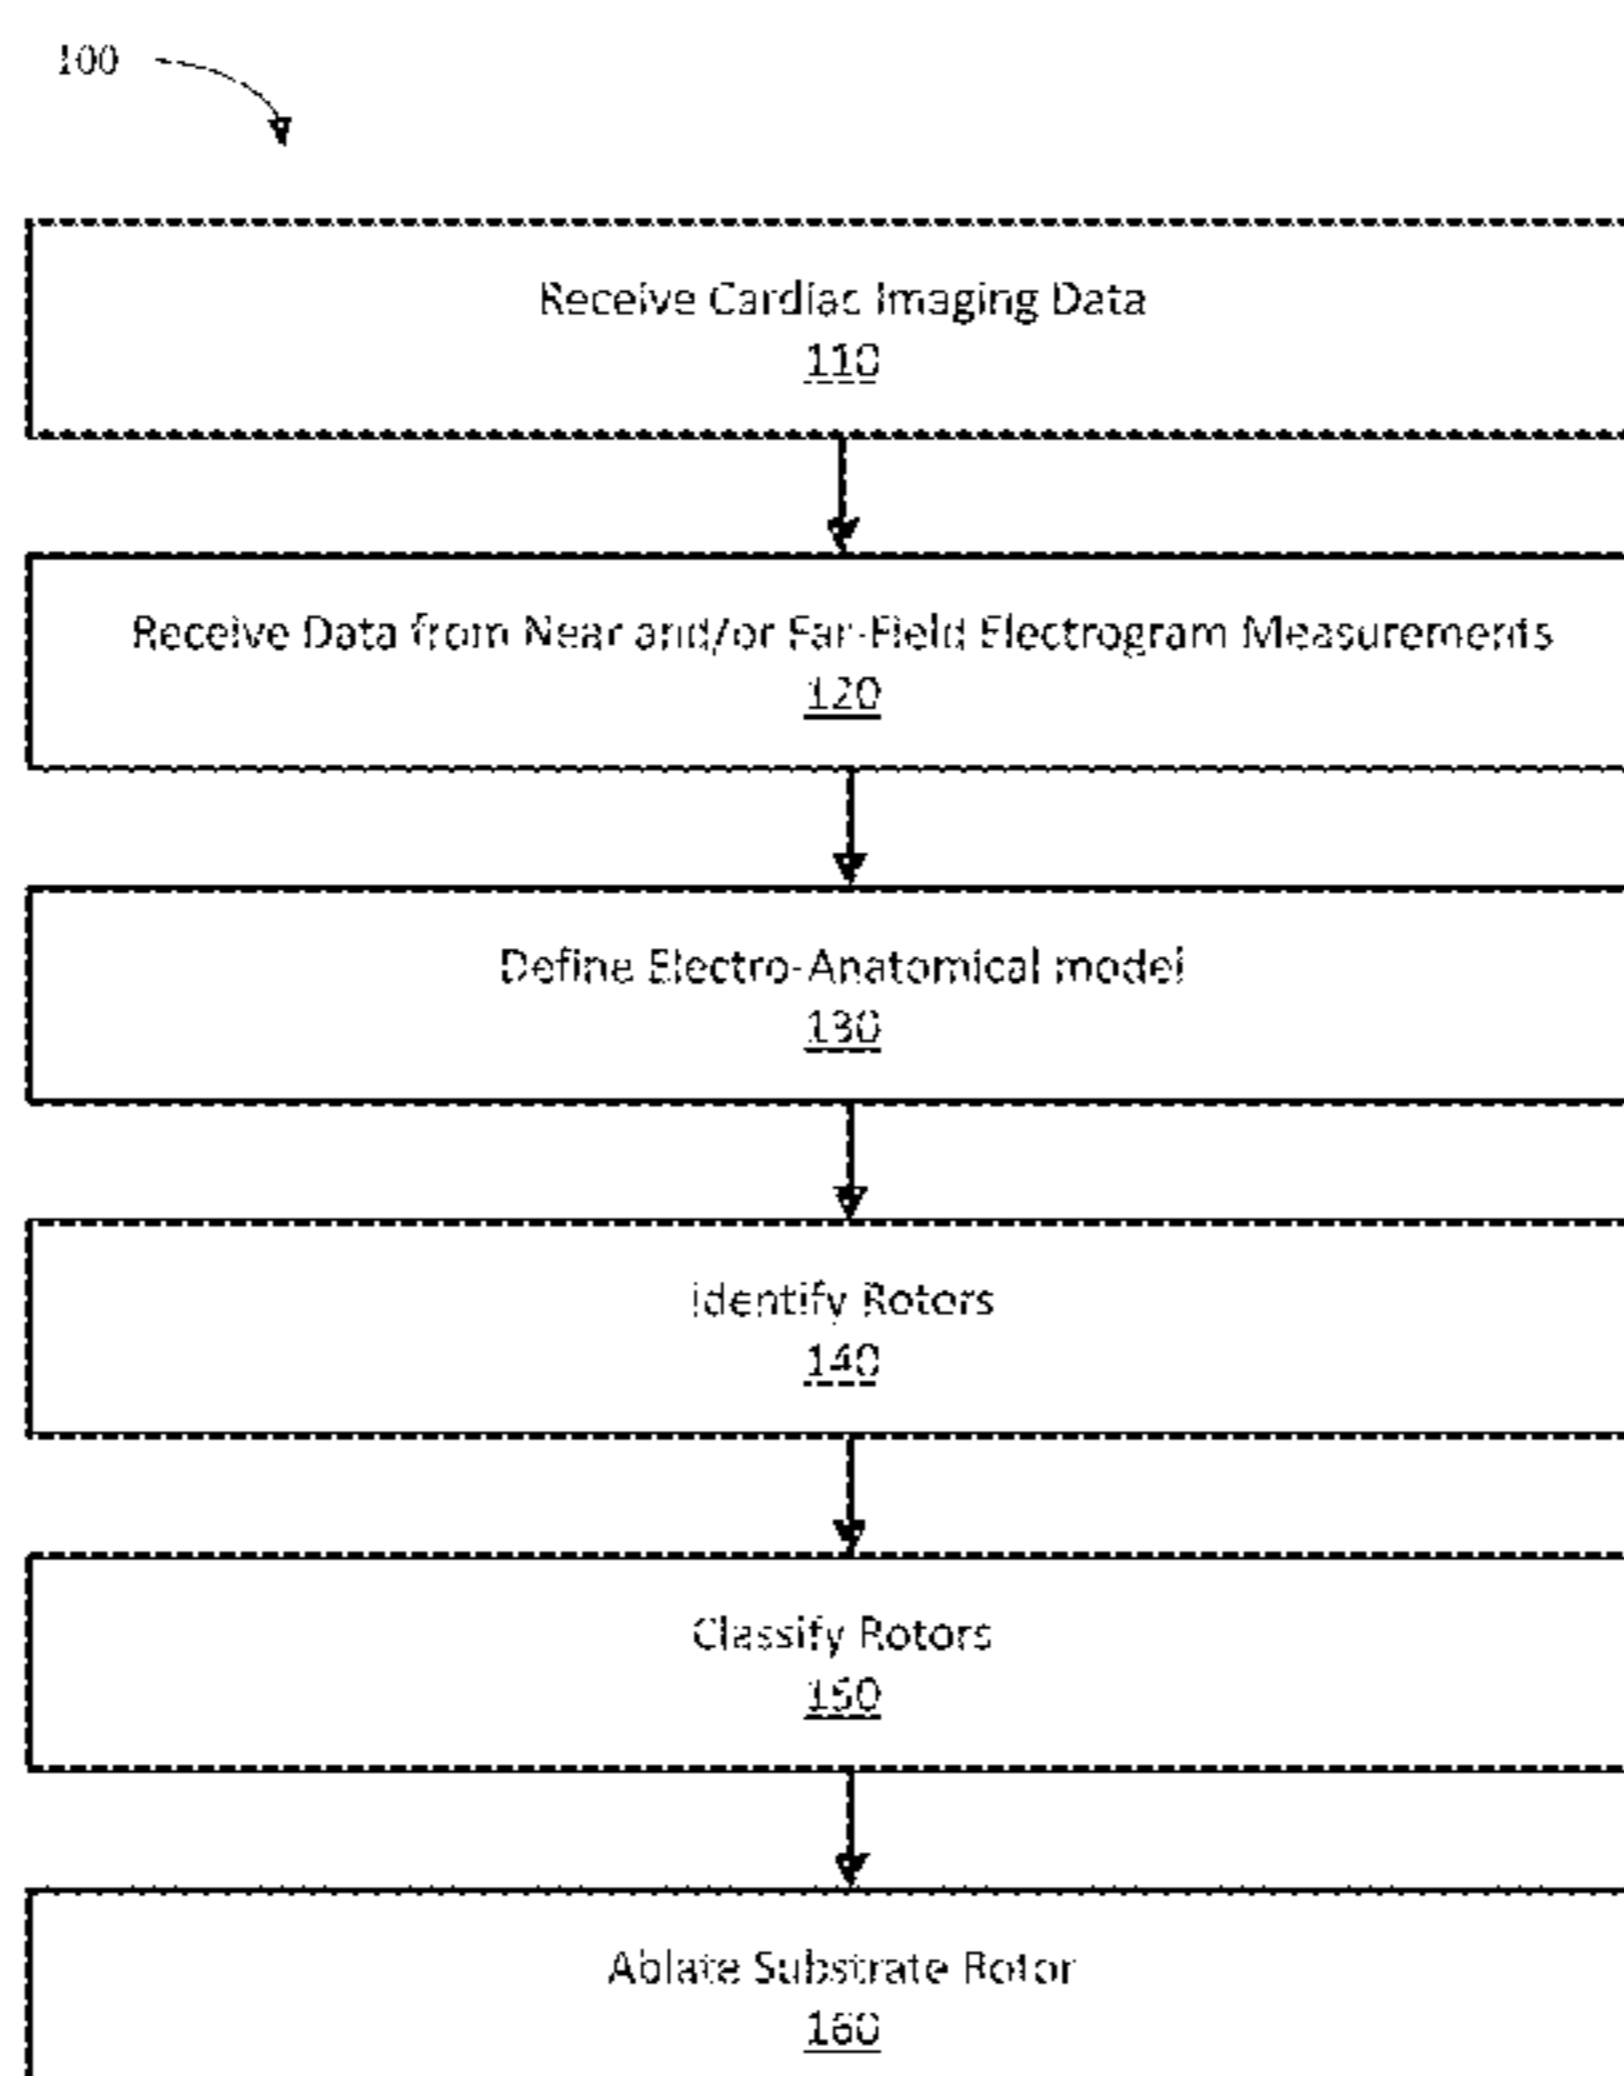 100
Receive Cardiac Imaging Data
110
Receive Data from Near and/or Far-Field Electrogram Measurements
120
Define Electro-Anatomical model
130
Identify Rotors
140
Classify Rotors
150
Ablate Substrate Rotor
160